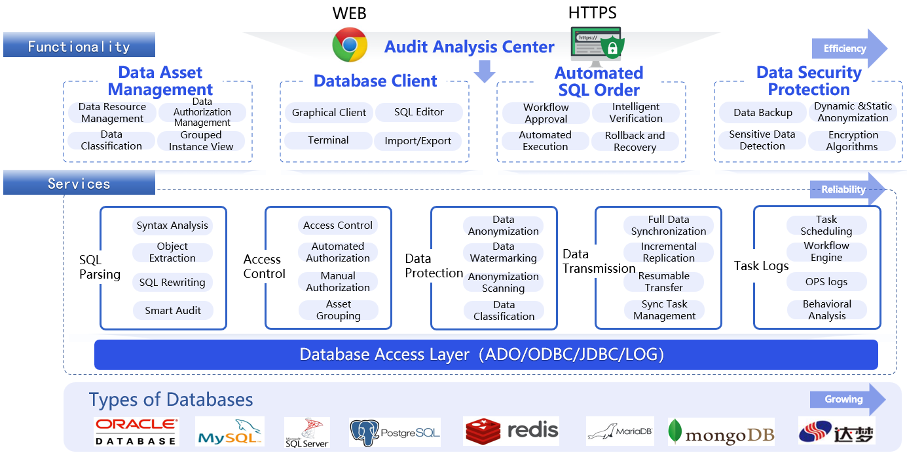 WEB
HTTPS
Functionality
Audit Analysis Center
https://
Efficiency
Data Asset
Management
Database Client
Automated
SQL Order
Data Security
Protection
Data Resource
Management
Data
Authorization
Management
Data
Classification
Grouped
Instance View
Graphical Client
SQL Editor
Terminal
Import/Export
Workflow
Approval
Intelligent
Verification
Automated
Execution
Rollback and
Recovery
Data Backup
Dynamic &Static
Anonymization
Sensitive Data
Detection
Encryption
Algorithms
Services
Reliability
SQL
Parsing
Syntax Analysis
Object
Extraction
SQL Rewriting
Smart Audit
Access
Control
Access Control
Automated
Authorization
Manual
Authorization
Asset
Grouping
Data
Protection
Data
Anonymization
Data
Watermarking
Anonymization
Scanning
Data
Classification
Data
Transmission
Full Data
Synchronization
Incremental
Replication
Resumable
Transfer
Sync Task
Management
Task Logs
Task
Scheduling
Workflow
Engine
OPS logs
Behavioral
Analysis
Database Access Layer（ADO/ODBC/JDBC/LOG）
Types of Databases
Growing
ORACLE
DATABASE
MySQL
Microsoft
SQL Server
PostgreSQL
redis
MariaDB
mongoDB
达梦